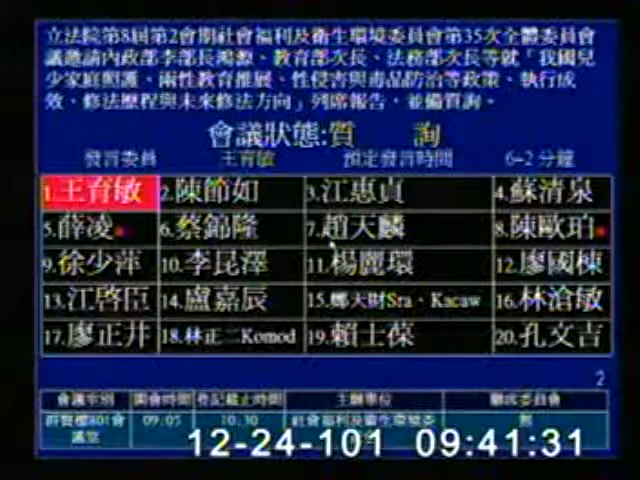 立法院第8屆第2會期社會福利及衛生環境委員會第35次全體委員會
議邀請內政部李部長鴻源、教育部次長、法務部次長等就「我國兒
少家庭照護、兩性教育推展、性侵害與毒品防治等政策、執行成
效、修法歷程與未來修法方向」列席報告，並備質詢。
會議狀態:質 詢
發言委員 王育敏 預定發言時間 6-2 分鐘
1.王育敏 2.陳節如 3.江惠貞 4.蘇清泉
5.薛凌 6.蔡錦隆 7.趙天麟 8.陳歐珀
9.徐少萍 10.李昆澤 11.楊麗環 12.廖國棟
13.江啓臣 14.盧嘉辰 15.鄭天財Sra．Kacaw 16.林滄敏
17.廖正井 18.林正二Komod 19.賴士葆 20.孔文吉
2
會議室別 開會時間 登記截止時間 主辦單位
群賢樓801會議室 09:05 10:30 社會福利及衛生環境委 無
12-24-101 09:41:31